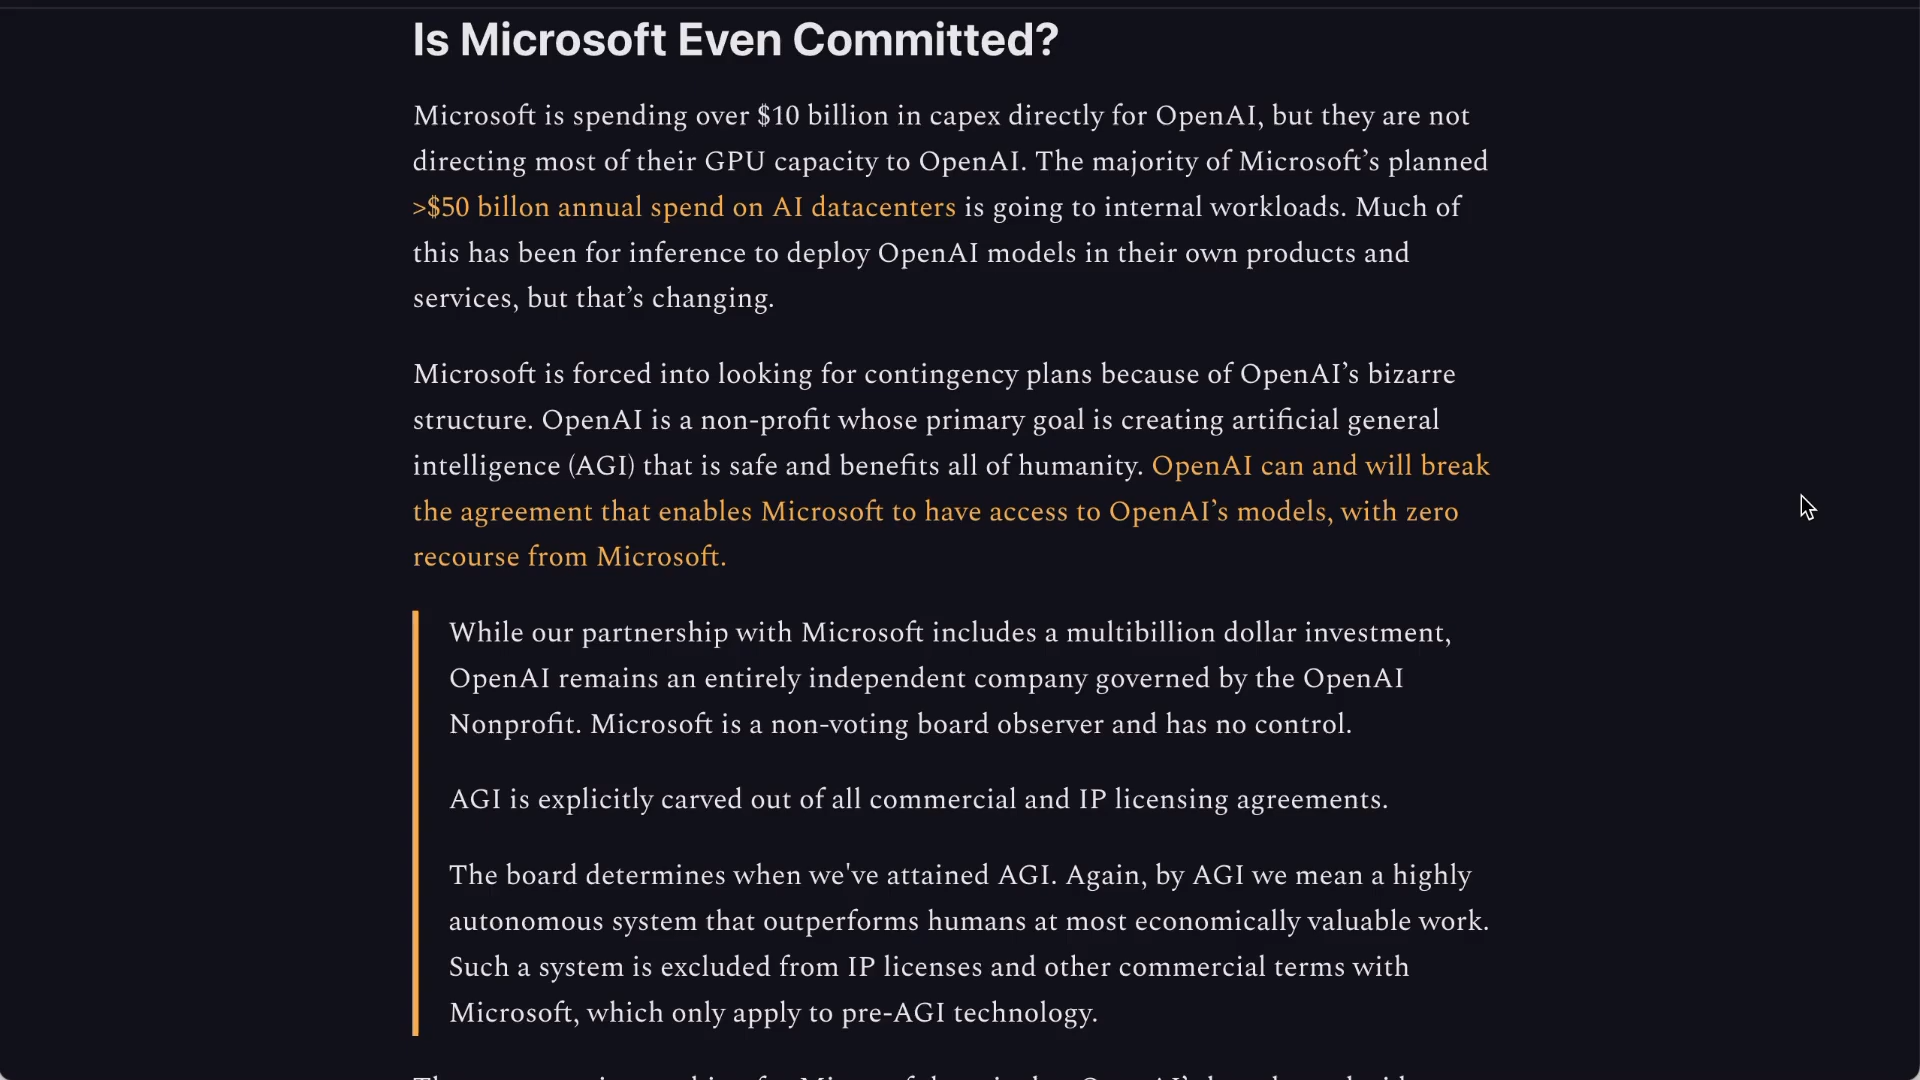 Is Microsoft Even Committed?
Microsoft is spending over $10 billion in capex directly for OpenAI, but they are not
directing most of their GPU capacity to OpenAI. The majority of Microsoft’s planned
>$50 billon annual spend on AI datacenters is going to internal workloads. Much of
this has been for inference to deploy OpenAI models in their own products and
services, but that’s changing.
Microsoft is forced into looking for contingency plans because of OpenAI’s bizarre
structure. OpenAI is a non-profit whose primary goal is creating artificial general
intelligence (AGI) that is safe and benefits all of humanity. OpenAI can and will break
the agreement that enables Microsoft to have access to OpenAI’s models, with zero
recourse from Microsoft.
While our partnership with Microsoft includes a multibillion dollar investment,
OpenAI remains an entirely independent company governed by the OpenAI
Nonprofit. Microsoft is a non-voting board observer and has no control.
AGI is explicitly carved out of all commercial and IP licensing agreements.
The board determines when we've attained AGI. Again, by AGI we mean a highly
autonomous system that outperforms humans at most economically valuable work.
Such a system is excluded from IP licenses and other commercial terms with
Microsoft, which only apply to pre-AGI technology.